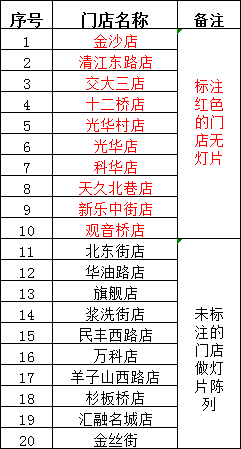 序号 门店名称 备注
1 金沙店
2 清江东路店
3 交大三店
4 十二桥店
5 光华村店
6 光华店
7 科华店
8 天久北巷店
9 新乐中街店
10 观音桥店
标注
红色
的门
店无
灯片
11 北东街店
12 华油路店
13 旗舰店
14 浆洗街店
15 民丰西路店
16 万科店
17 羊子山西路店
18 杉板桥店
19 汇融名城店
20 金丝街
未
标注
的门
店做
灯片
陈列